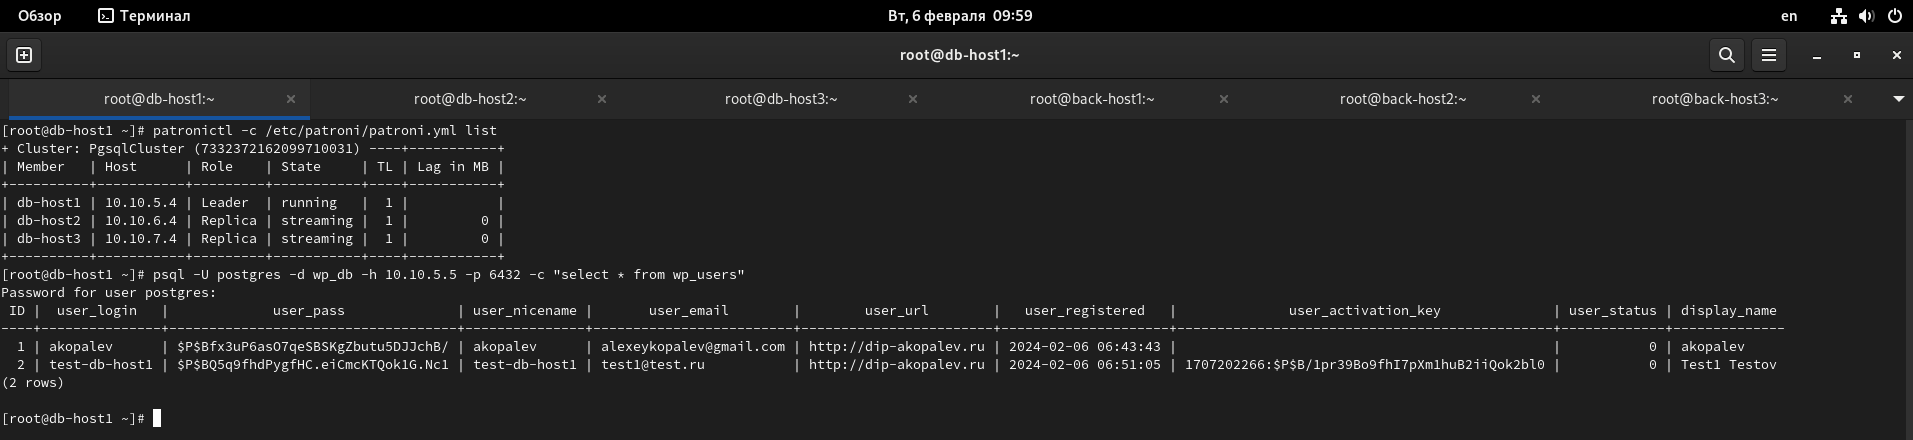 Обзор Терминал Вт, 6 февраля 09:59 en
root@db-host1:~
root@db-host1:~ × root@db-host2:~ × root@db-host3:~ × root@back-host1:~ × root@back-host2:~ × root@back-host3:~ ×
[root@db-host1 ~]# patronictl -c /etc/patroni/patroni.yml list
+ Cluster: PgsqlCluster (7332372162099710031) ----+-----------+
| Member   | Host      | Role    | State     | TL | Lag in MB |
+----------+-----------+---------+-----------+----+-----------+
| db-host1 | 10.10.5.4 | Leader  | running   |  1 |           |
| db-host2 | 10.10.6.4 | Replica | streaming |  1 |         0 |
| db-host3 | 10.10.7.4 | Replica | streaming |  1 |         0 |
+----------+-----------+---------+-----------+----+-----------+
[root@db-host1 ~]# psql -U postgres -d wp_db -h 10.10.5.5 -p 6432 -c "select * from wp_users"
Password for user postgres:
 ID |  user_login   |             user_pass              | user_nicename |       user_email       |        user_url        |   user_registered   |              user_activation_key              | user_status | display_name
----+---------------+------------------------------------+---------------+------------------------+------------------------+---------------------+-----------------------------------------------+-------------+--------------
  1 | akopalev      | $P$Bfx3uP6asO7qeSBSKgZbutu5DJJchB/ | akopalev      | alexeykopalev@gmail.com | http://dip-akopalev.ru | 2024-02-06 06:43:43 |                                               |           0 | akopalev
  2 | test-db-host1 | $P$BQ5q9fhdPygfHC.eiCmcKTQok1G.Nc1 | test-db-host1 | test1@test.ru          | http://dip-akopalev.ru | 2024-02-06 06:51:05 | 1707202266:$P$B/1pr39Bo9fhI7pXm1huB2iiQok2bl0 |           0 | Test1 Testov
(2 rows)
[root@db-host1 ~]#